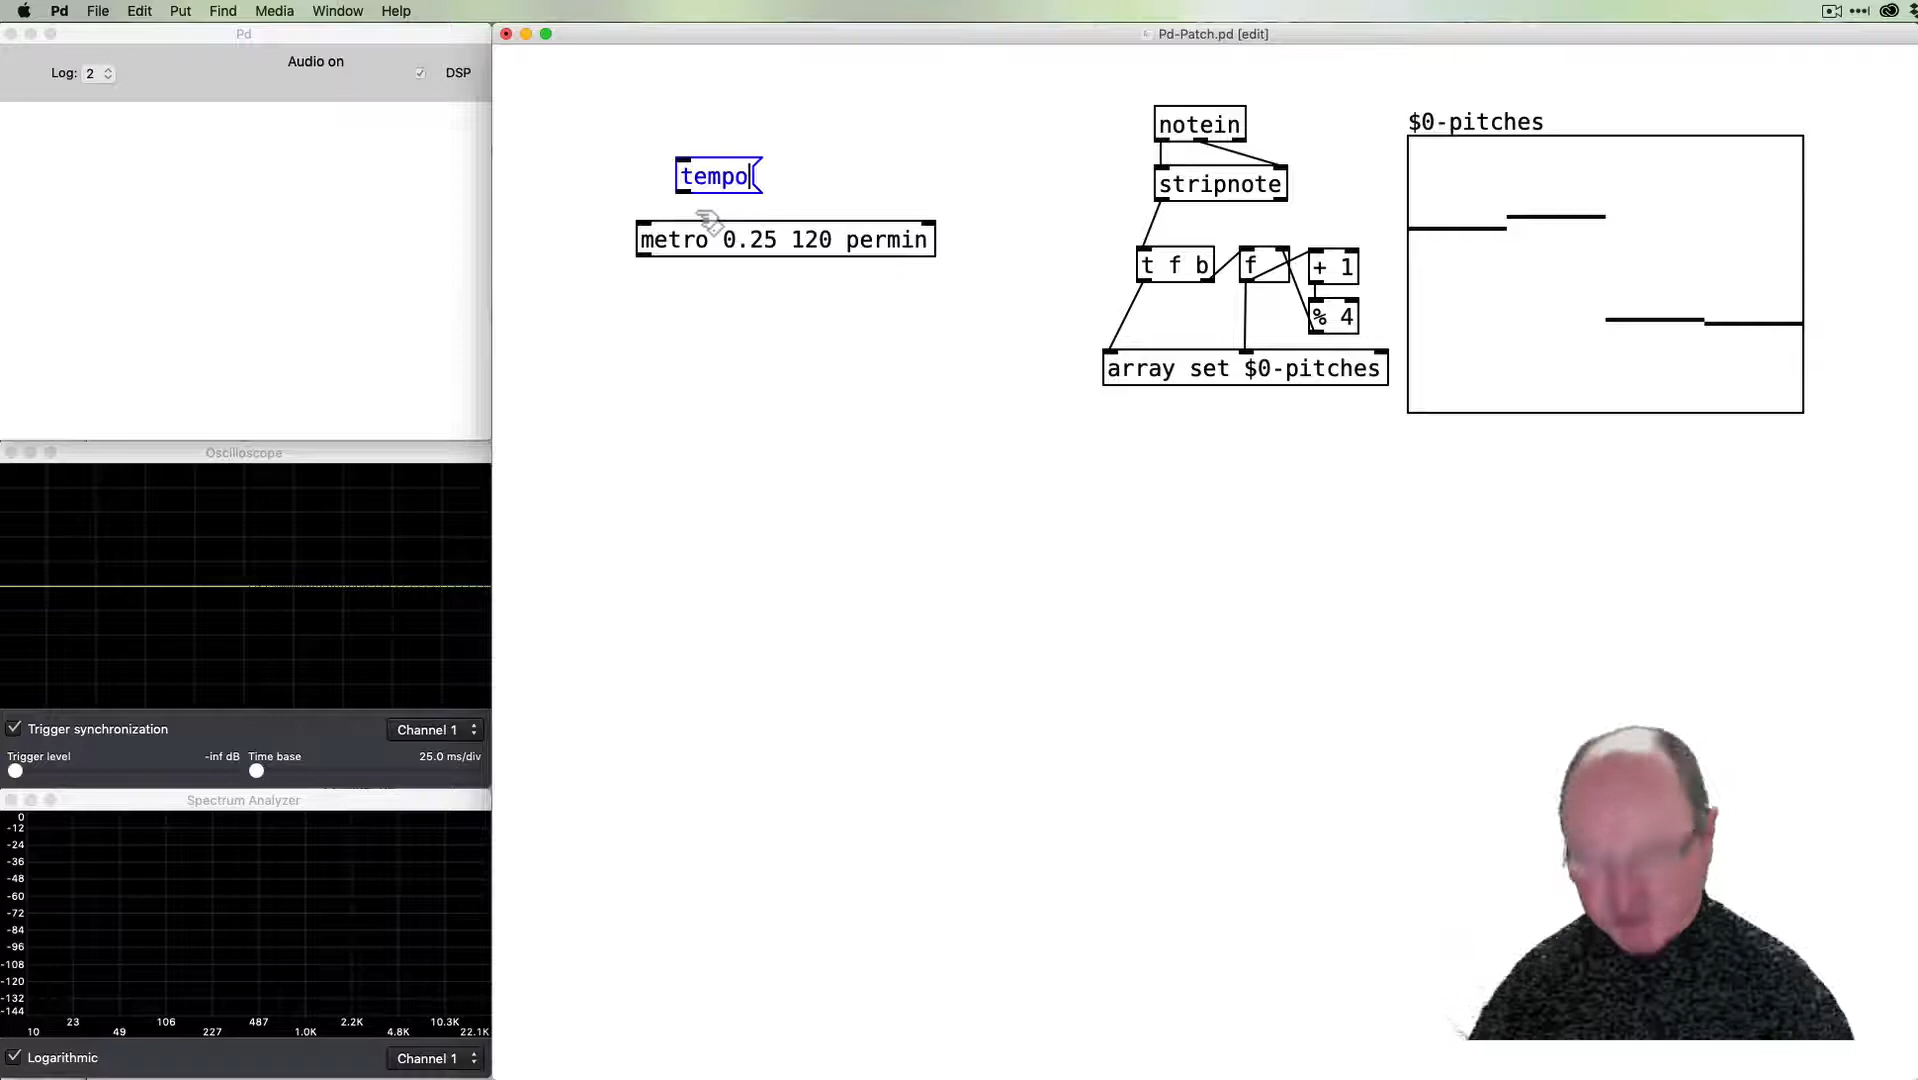 Pd File Edit Put Find Media Window Help
Pd
Audio on
Log: 2
DSP
Oscilloscope
Trigger synchronization
Channel 1
Trigger level
-inf dB
Time base
25.0 ms/div
Spectrum Analyzer
0
-12
-24
-36
-48
-60
-72
-84
-96
-108
-120
-132
-144
23 106 487 2.2K 10.3K
10 49 227 1.0K 4.8K 22.1K
Logarithmic
Channel 1
Pd-Patch.pd [edit]
tempo
metro 0.25 120 permin
notein
stripnote
t f b
f
+ 1
% 4
array set $0-pitches
$0-pitches